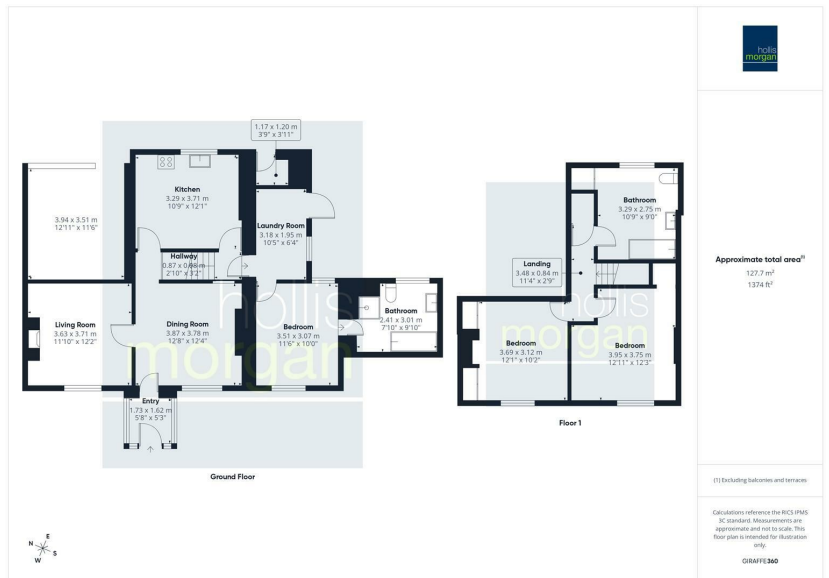 hollis
morgan
1.17 x 1.20 m
3'9" x 3'11"
Kitchen
3.29 x 3.71 m
10'9" x 12'1"
3.94 x 3.51 m
12'11" x 11'6"
Laundry Room
3.18 x 1.95 m
10'5" x 6'4"
Hallway
0.87 x 0.98 m
2'10" x 3'2"
Living Room
3.63 x 3.71 m
11'10" x 12'2"
Dining Room
3.87 x 3.78 m
12'8" x 12'4"
Bedroom
3.51 x 3.07 m
11'6" x 10'0"
Bathroom
2.41 x 3.01 m
7'10" x 9'10"
Entry
1.73 x 1.62 m
5'8" x 5'3"
hollis
morgan
Ground Floor
Bathroom
3.29 x 2.75 m
10'9" x 9'0"
Landing
3.48 x 0.84 m
11'4" x 2'9"
Bedroom
3.69 x 3.12 m
12'1" x 10'2"
Bedroom
3.95 x 3.75 m
12'11" x 12'3"
hollis
morgan
Floor 1
Approximate total area(1)
127.7 m²
1374 ft²
(1) Excluding balconies and terraces
Calculations reference the RICS IPMS
3C standard. Measurements are
approximate and not to scale. This
floor plan is intended for illustration
only.
GIRAFFE360
N
E
S
W